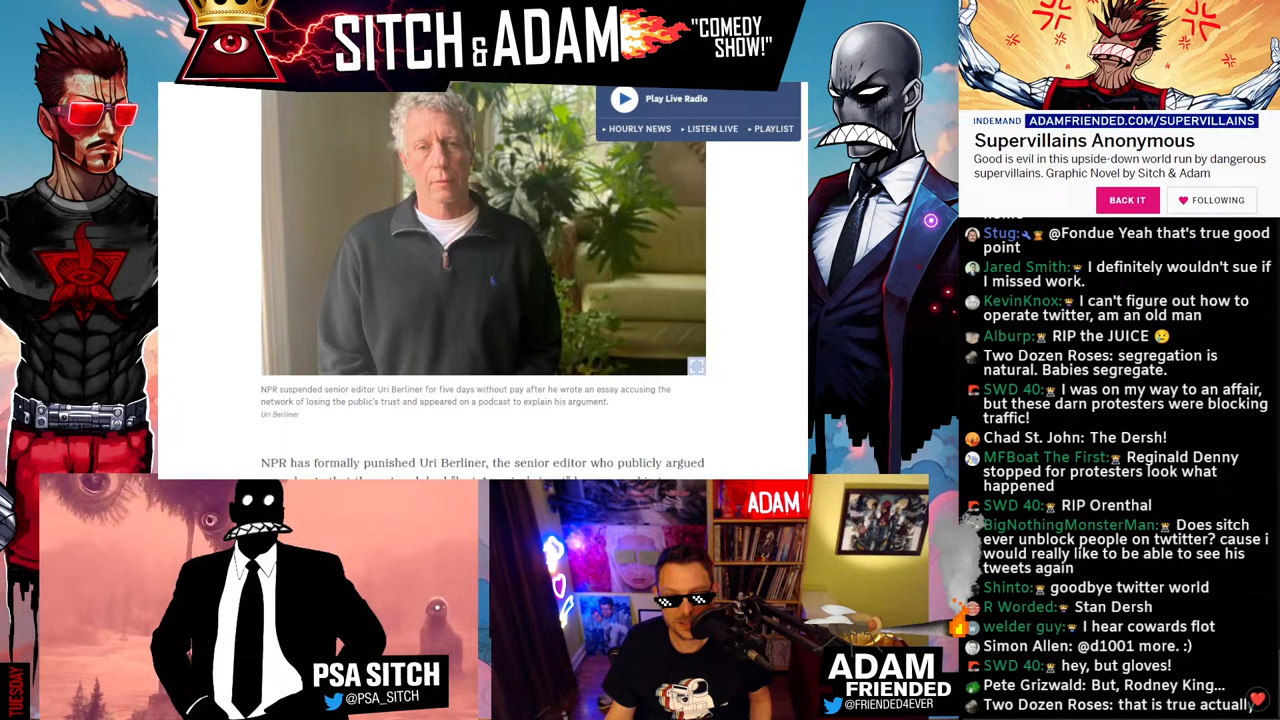 SITCH & ADAM
"COMEDY
SHOW!"
Play Live Radio
HOURLY NEWS
LISTEN LIVE
PLAYLIST
NPR suspended senior editor Uri Berliner for five days without pay after he wrote an essay accusing the
network of losing the public's trust and appeared on a podcast to explain his argument.
Uri Berliner
NPR has formally punished Uri Berliner, the senior editor who publicly argued
INDEMAND ADAMFRIENDED.COM/SUPERVILLAINS
Supervillains Anonymous
Good is evil in this upside-down world run by dangerous
supervillains. Graphic Novel by Sitch & Adam
BACK IT
FOLLOWING
Stug: @Fondue Yeah that's true good
point
Jared Smith: I definitely wouldn't sue if
I missed work.
KevinKnox: I can't figure out how to
operate twitter, am an old man
Alburp: RIP the JUICE 😢
Two Dozen Roses: segregation is
natural. Babies segregate.
SWD 40: I was on my way to an affair,
but these darn protesters were blocking
traffic!
Chad St. John: The Dersh!
MFBoat The First: Reginald Denny
stopped for protesters look what
happened
SWD 40: RIP Orenthal
BigNothingMonsterMan: Does sitch
ever unblock people on twtitter? cause i
would really like to be able to see his
tweets again
Shinto: goodbye twitter world
R Worded: Stan Dersh
welder guy: I hear cowards flot
Simon Allen: @d1001 more. :)
SWD 40: hey, but gloves!
Pete Grizwald: But, Rodney King...
Two Dozen Roses: that is true actually
TUESDAY
PSA SITCH
@PSA_SITCH
ADAM
ADAM
FRIENDED
@FRIENDED4EVER